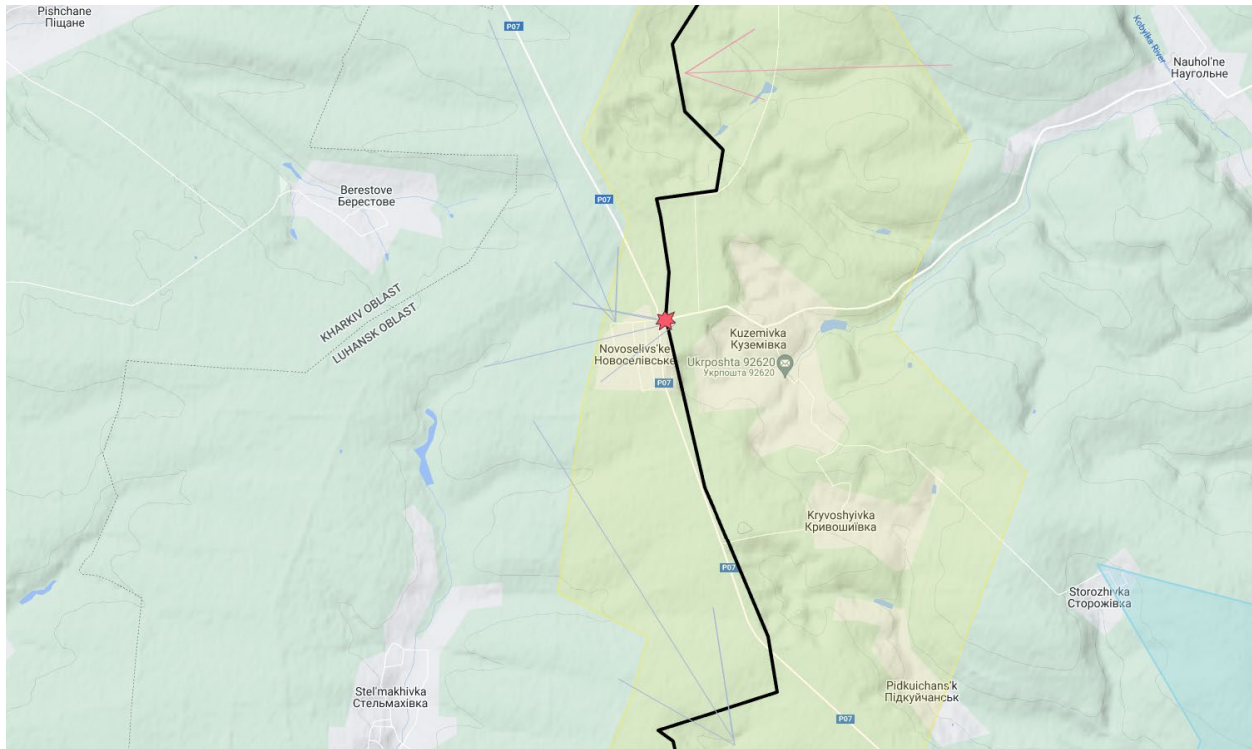 Pishchane
Піщане
P07
Kobylka River
Nauhol'ne
Наугольне
Berestove
Берестове
P07
KHARKIV OBLAST
LUHANSK OBLAST
Novoselivs'ke
Новоселівське
Kuzemivka
Куземівка
Ukrposhta 92620
Укрпошта 92620
P07
Kryvoshyivka
Кривошиївка
P07
Storozhivka
Сторожівка
Stel'makhivka
Стельмахівка
Pidkuichans'k
Підкуйчанськ
P07